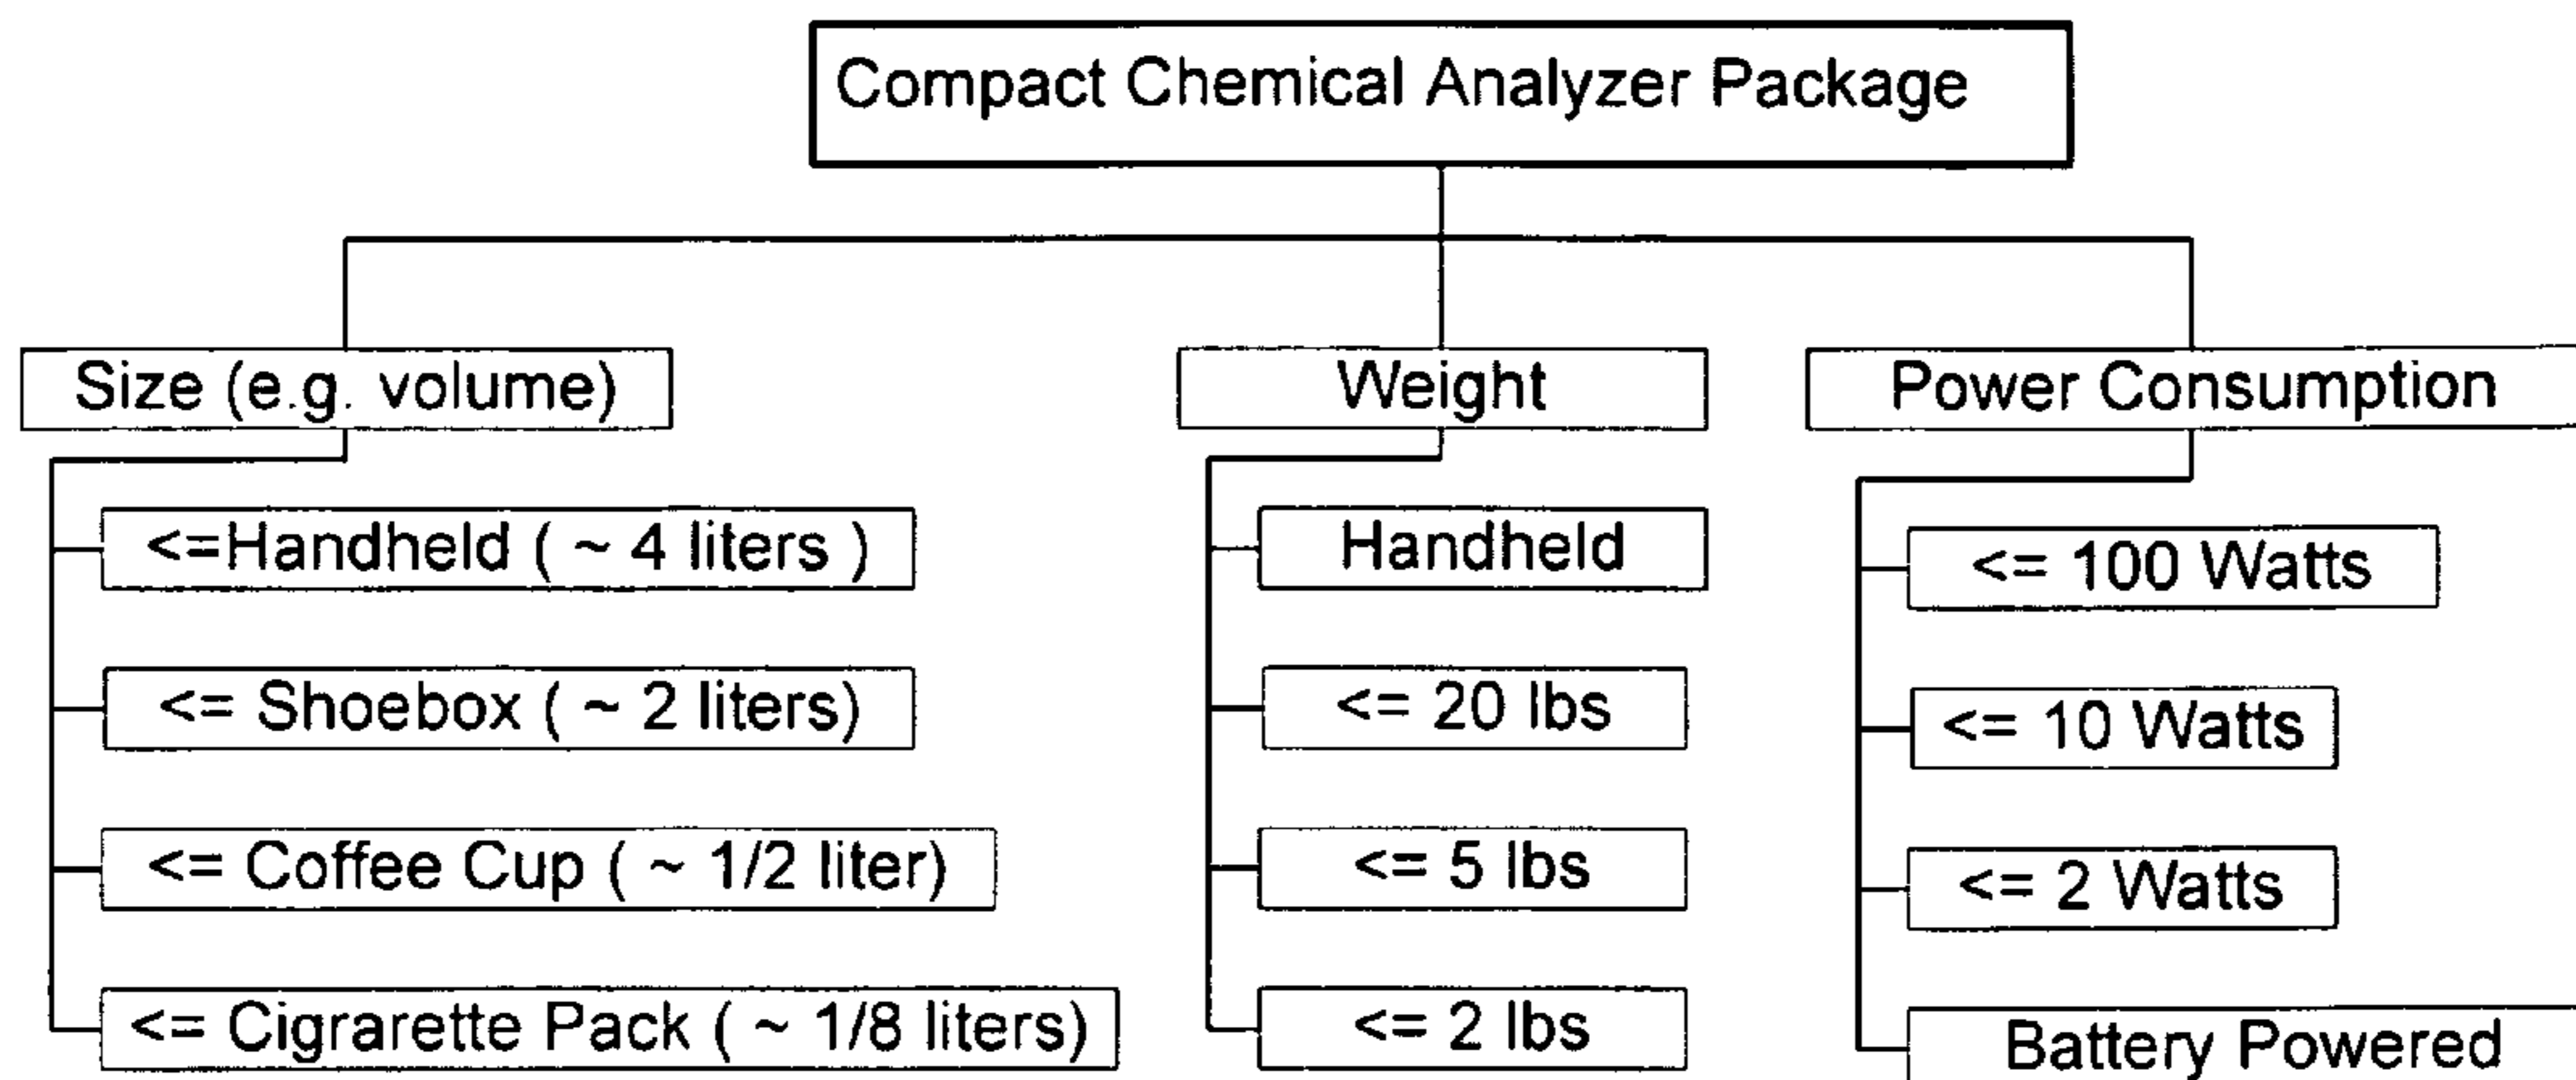 Compact Chemical Analyzer Package
Size (e.g. volume)
<=Handheld ( ~ 4 liters )
<= Shoebox ( ~ 2 liters)
<= Coffee Cup ( ~ 1/2 liter)
<= Cigrarette Pack ( ~ 1/8 liters)
Weight
Handheld
<= 20 lbs
<= 5 lbs
<= 2 lbs
Power Consumption
<= 100 Watts
<= 10 Watts
<= 2 Watts
Battery Powered